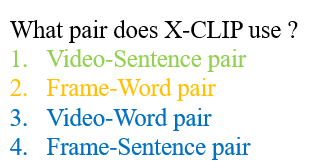 What pair does X-CLIP use ?
1. Video-Sentence pair
2. Frame-Word pair
3. Video-Word pair
4. Frame-Sentence pair